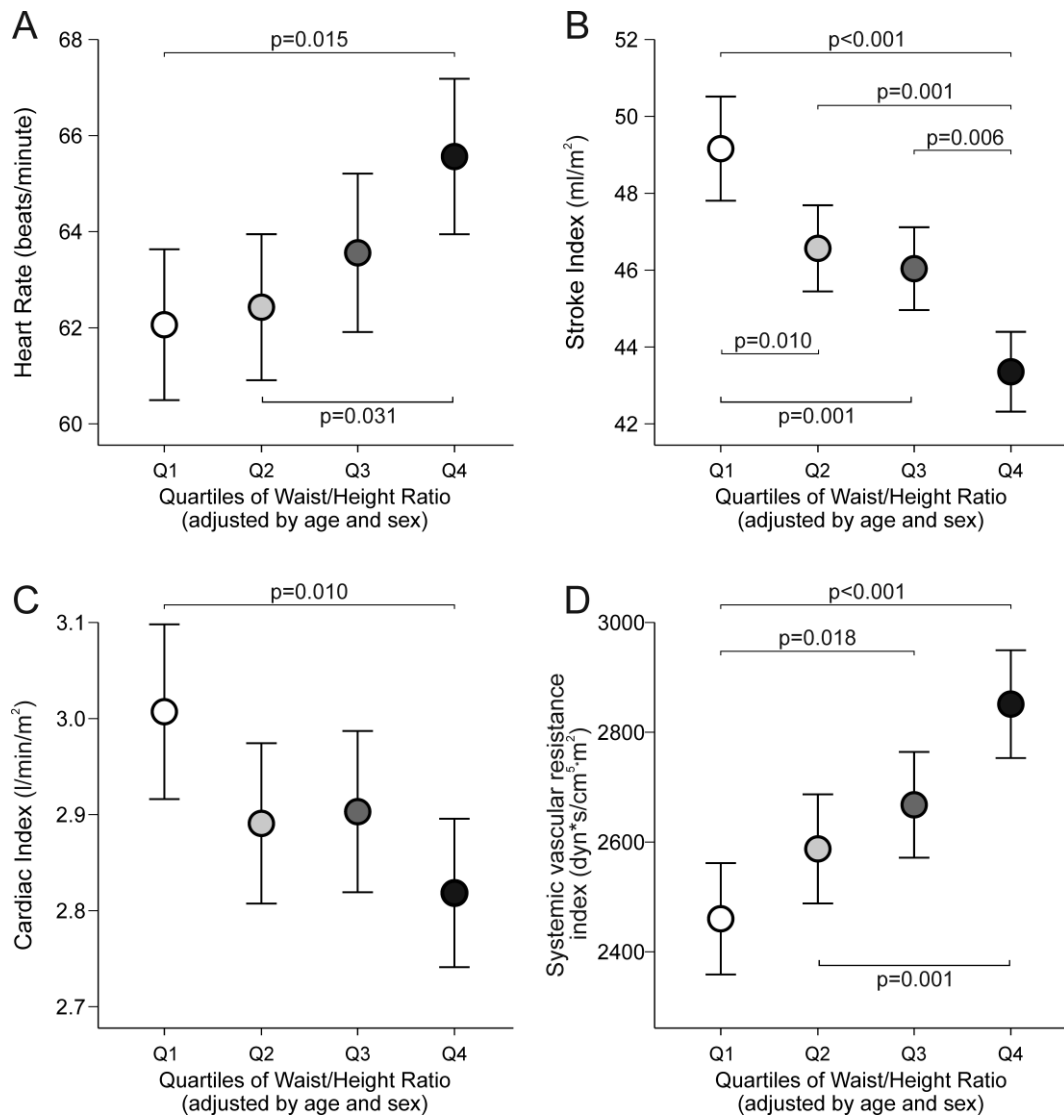 A
68
66
64
62
60
Heart Rate (beats/minute)
p=0.015
p=0.031
Q1 Q2 Q3 Q4
Quartiles of Waist/Height Ratio
(adjusted by age and sex)
B
52
50
48
46
44
42
Stroke Index (ml/m²)
p<0.001
p=0.001
p=0.006
p=0.010
p=0.001
Q1 Q2 Q3 Q4
Quartiles of Waist/Height Ratio
(adjusted by age and sex)
C
3.1
3.0
2.9
2.8
2.7
Cardiac Index (l/min/m²)
p=0.010
Q1 Q2 Q3 Q4
Quartiles of Waist/Height Ratio
(adjusted by age and sex)
D
3000
2800
2600
2400
Systemic vascular resistance
index (dyn*s/cm⁵·m²)
p<0.001
p=0.018
p=0.001
Q1 Q2 Q3 Q4
Quartiles of Waist/Height Ratio
(adjusted by age and sex)